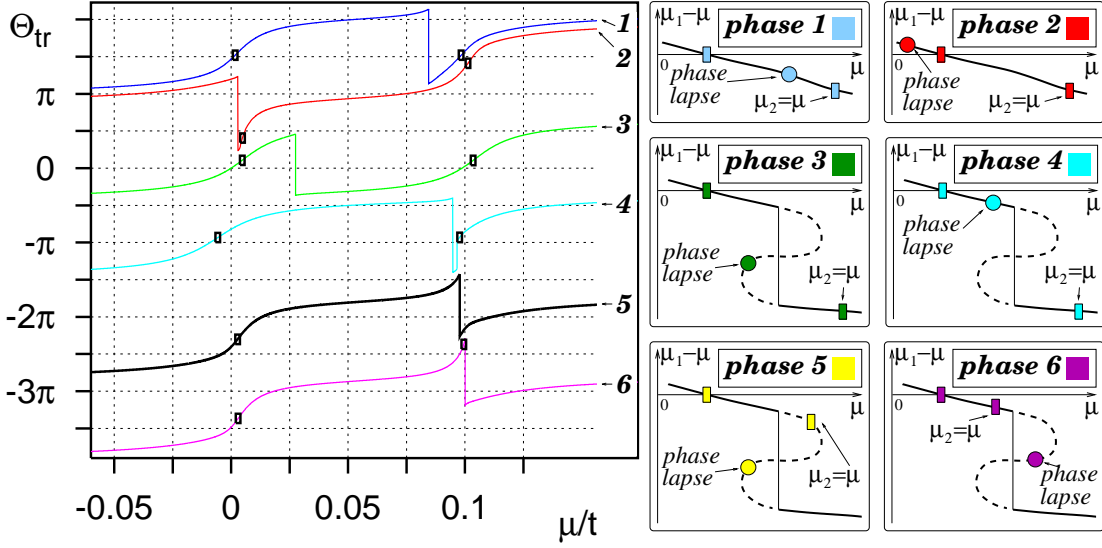 Θtr
π
0
-π
-2π
-3π
-0.05
0
0.05
0.1
μ/t
1
2
3
4
5
6
μ1−μ
phase 1
0
μ
phase
lapse
μ2=μ
μ1−μ
phase 2
0
μ
phase
lapse
μ2=μ
μ1−μ
phase 3
0
μ
phase
lapse
μ2=μ
μ1−μ
phase 4
0
μ
phase
lapse
μ2=μ
μ1−μ
phase 5
0
μ
phase
lapse
μ2=μ
μ1−μ
phase 6
0
μ
μ2=μ
phase
lapse